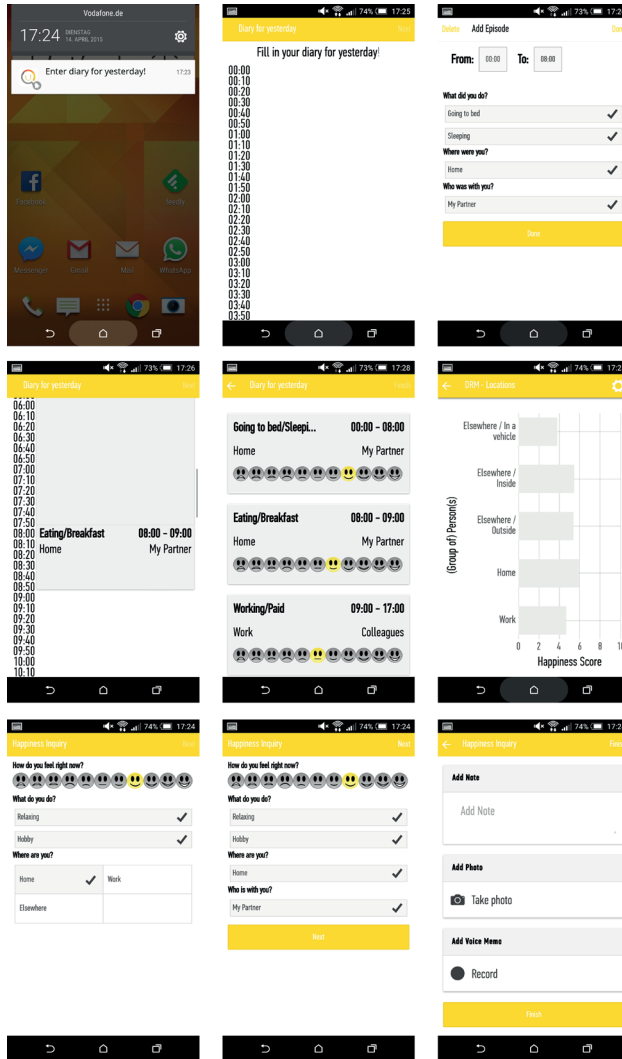 Vodafone.de
17:24 DIENSTAG
14. APRIL 2015
Enter diary for yesterday!
17:23
Facebook
feedly
Messenger
Email
Mail
WhatsApp
74% 17:25
Diary for yesterday
Next
Fill in your diary for yesterday!
00:00
00:10
00:20
00:30
00:40
00:50
01:00
01:10
01:20
01:30
01:40
01:50
02:00
02:10
02:20
02:30
02:40
02:50
03:00
03:10
03:20
03:30
03:40
03:50
73%
Delete Add Episode
From: 00:00 To: 08:00
What did you do?
Going to bed
Sleeping
Where were you?
Home
Who was with you?
My Partner
Done
73% 17:26
Diary for yesterday
Next
06:00
06:10
06:20
06:30
06:40
06:50
07:00
07:10
07:20
07:30
07:40
07:50
08:00 Eating/Breakfast 08:00 - 09:00
08:10
08:20 Home My Partner
08:30
08:40
08:50
09:00
09:10
09:20
09:30
09:40
09:50
10:00
10:10
73% 17:28
Diary for yesterday
Going to bed/Sleepi... 00:00 - 08:00
Home My Partner
Eating/Breakfast 08:00 - 09:00
Home My Partner
Working/Paid 09:00 - 17:00
Work Colleagues
74%
DRM - Locations
(Group of) Person(s)
Elsewhere / In a
vehicle
Elsewhere /
Inside
Elsewhere /
Outside
Home
Work
0 2 4 6 8
Happiness Score
74% 17:24
Happiness Inquiry
Next
How do you feel right now?
What do you do?
Relaxing
Hobby
Where are you?
Home Work
Elsewhere
74% 17:24
Happiness Inquiry Next
How do you feel right now?
What do you do?
Relaxing
Hobby
Where are you?
Home
Who is with you?
My Partner
Next
74%
Happiness Inquiry
Add Note
Add Note
Add Photo
Take photo
Add Voice Memo
Record
Finish